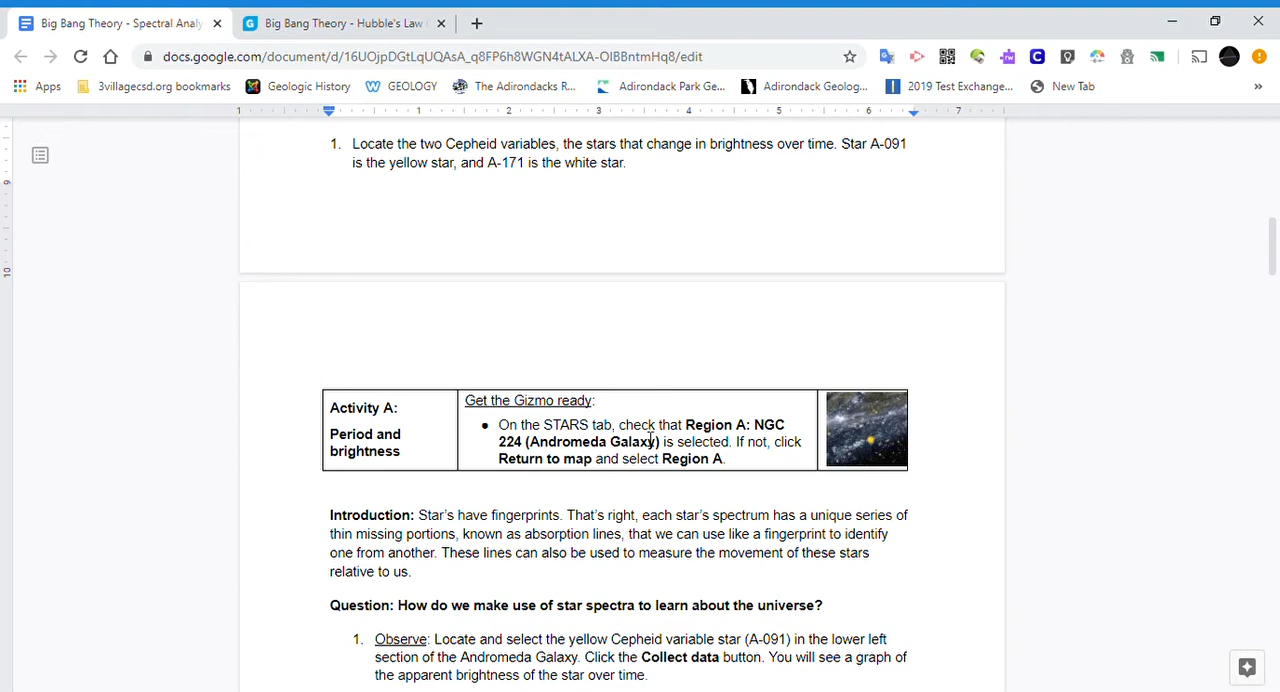 Big Bang Theory - Spectral Analy
Big Bang Theory - Hubble's Law
docs.google.com/document/d/16UOjpDGtLqUQAsA_q8FP6h8WGN4tALXA-OIBBntmHq8/edit
Apps 3villagecsd.org bookmarks Geologic History GEOLOGY The Adirondacks R... Adirondack Park Ge... Adirondack Geolog... 2019 Test Exchange... New Tab »
1 1 2 3 4 5 6 7
9
10
1. Locate the two Cepheid variables, the stars that change in brightness over time. Star A-091
is the yellow star, and A-171 is the white star.
Activity A:
Period and
brightness
Get the Gizmo ready:
● On the STARS tab, check that Region A: NGC
224 (Andromeda Galaxy) is selected. If not, click
Return to map and select Region A.
Introduction: Star's have fingerprints. That's right, each star's spectrum has a unique series of
thin missing portions, known as absorption lines, that we can use like a fingerprint to identify
one from another. These lines can also be used to measure the movement of these stars
relative to us.
Question: How do we make use of star spectra to learn about the universe?
1. Observe: Locate and select the yellow Cepheid variable star (A-091) in the lower left
section of the Andromeda Galaxy. Click the Collect data button. You will see a graph of
the apparent brightness of the star over time.